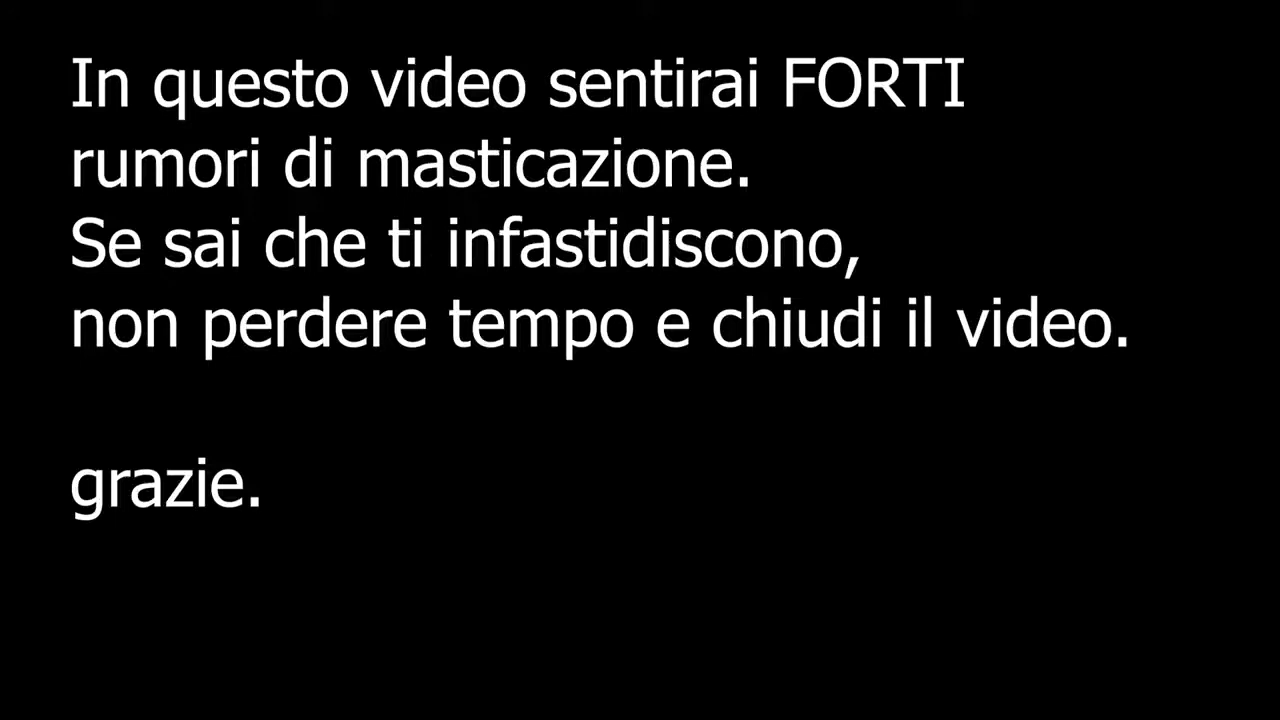 In questo video sentirai FORTI
rumori di masticazione.
Se sai che ti infastidiscono,
non perdere tempo e chiudi il video.
grazie.